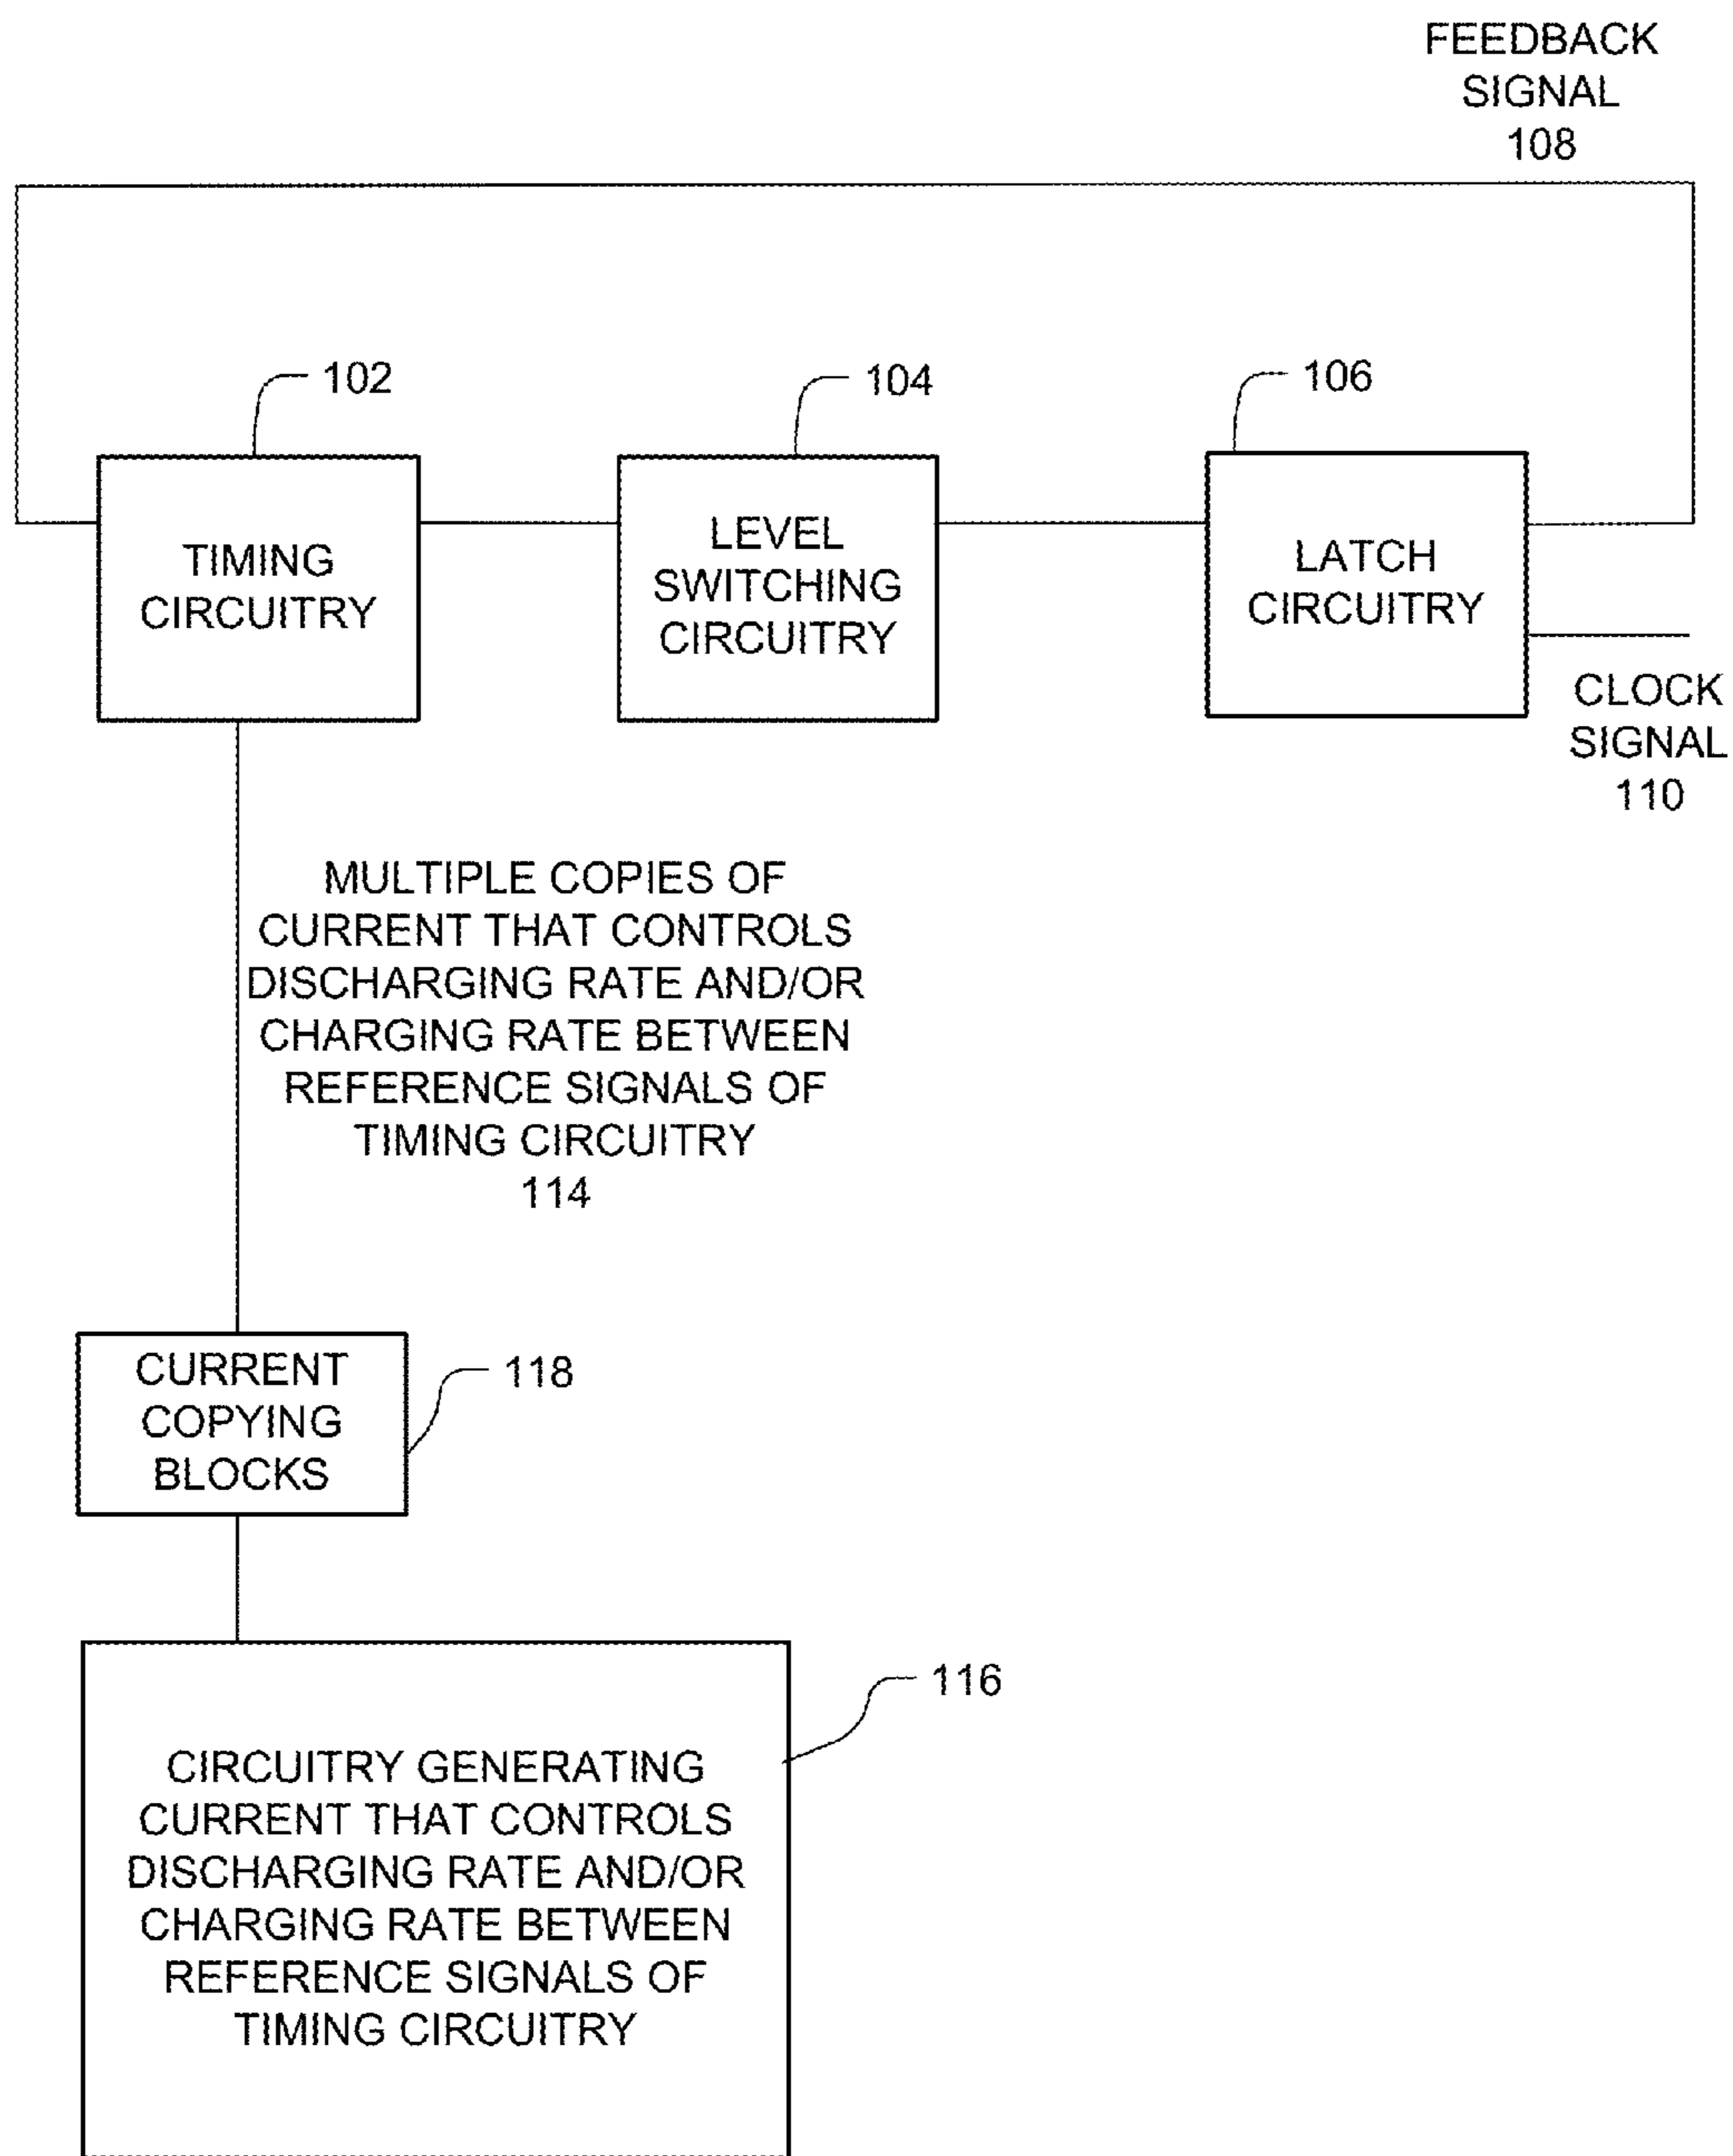 FEEDBACK
SIGNAL
108
102
104
106
TIMING
CIRCUITRY
LEVEL
SWITCHING
CIRCUITRY
LATCH
CIRCUITRY
CLOCK
SIGNAL
110
MULTIPLE COPIES OF
CURRENT THAT CONTROLS
DISCHARGING RATE AND/OR
CHARGING RATE BETWEEN
REFERENCE SIGNALS OF
TIMING CIRCUITRY
114
CURRENT
COPYING
BLOCKS
118
116
CIRCUITRY GENERATING
CURRENT THAT CONTROLS
DISCHARGING RATE AND/OR
CHARGING RATE BETWEEN
REFERENCE SIGNALS OF
TIMING CIRCUITRY